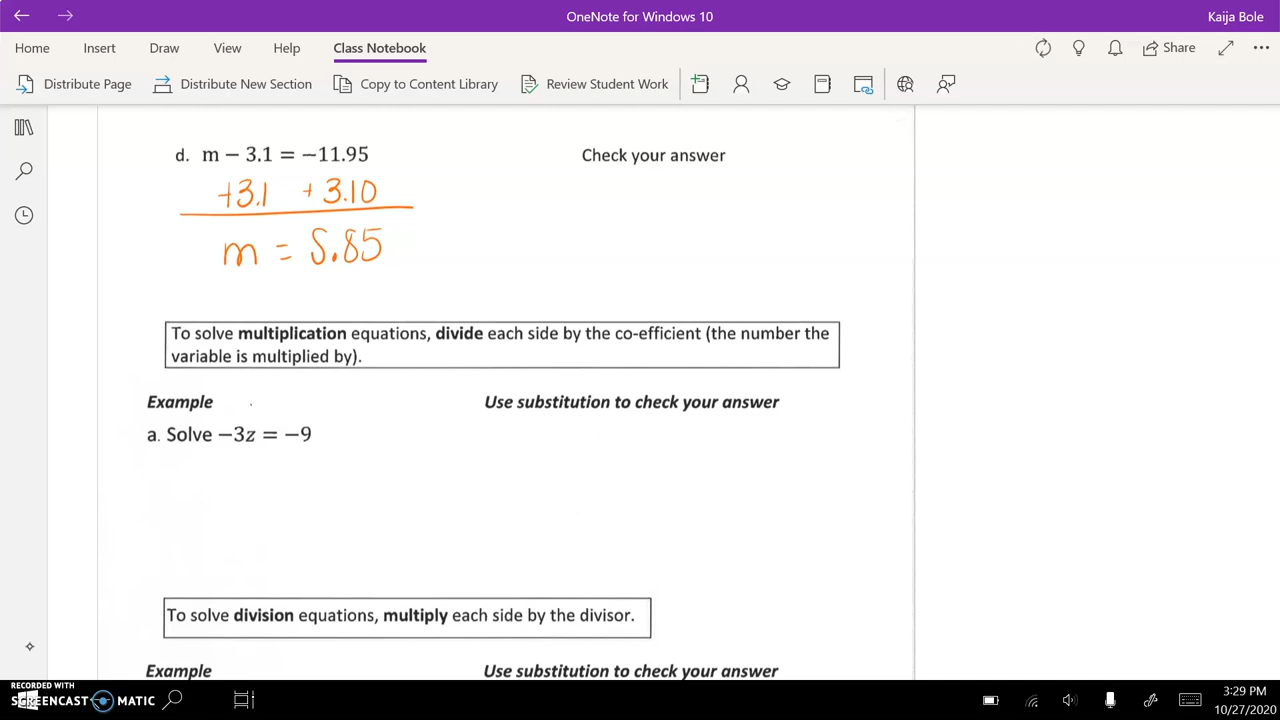 OneNote for Windows 10
Kaija Bole
Home Insert Draw View Help Class Notebook Share
Distribute Page Distribute New Section Copy to Content Library Review Student Work
d. m − 3.1 = −11.95 Check your answer
+3.1 + 3.10
m = 8.85
To solve multiplication equations, divide each side by the co-efficient (the number the
variable is multiplied by).
Example Use substitution to check your answer
a. Solve −3z = −9
To solve division equations, multiply each side by the divisor.
Example Use substitution to check your answer
RECORDED WITH
SCREENCAST MATIC
3:29 PM
10/27/2020